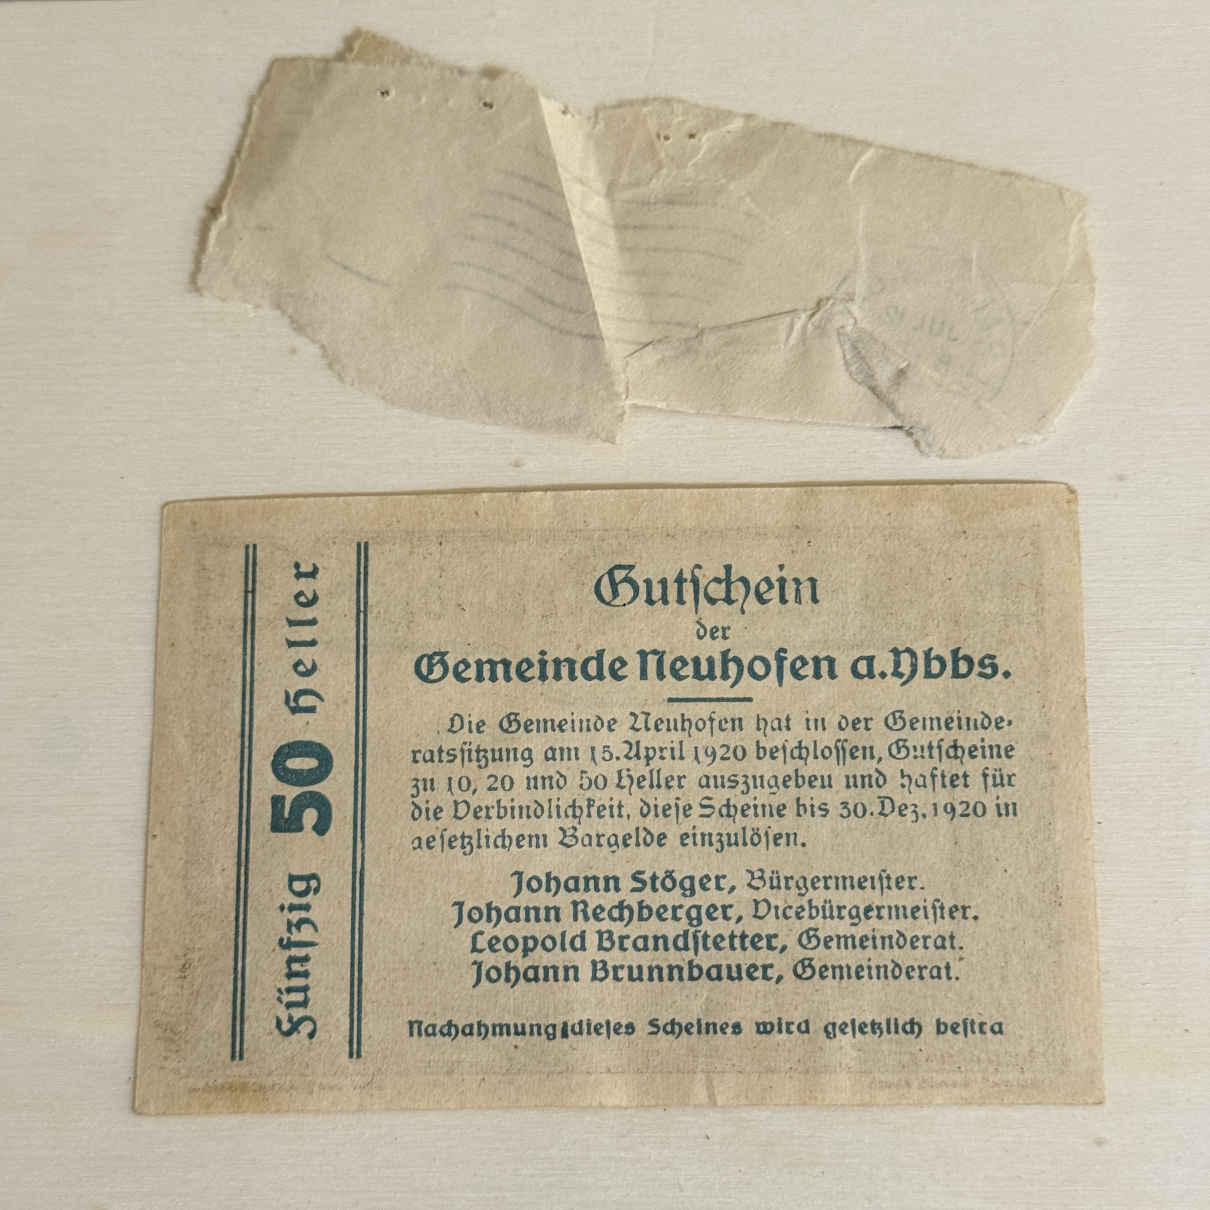 JUL 12
Fünfzig 50 Heller
Gutschein
der
Gemeinde Neuhofen a. Ybbs.
Die Gemeinde Neuhofen hat in der Gemeinde-
ratssitzung am 15. April 1920 beschlossen, Gutscheine
zu 10, 20 und 50 Heller auszugeben und haftet für
die Verbindlichkeit, diese Scheine bis 30. Dez. 1920 in
gesetzlichem Bargelde einzulösen.
Johann Stöger, Bürgermeister.
Johann Rechberger, Vicebürgermeister.
Leopold Brandstetter, Gemeinderat.
Johann Brunnbauer, Gemeinderat.
Nachahmung dieses Scheines wird gesetzlich bestra